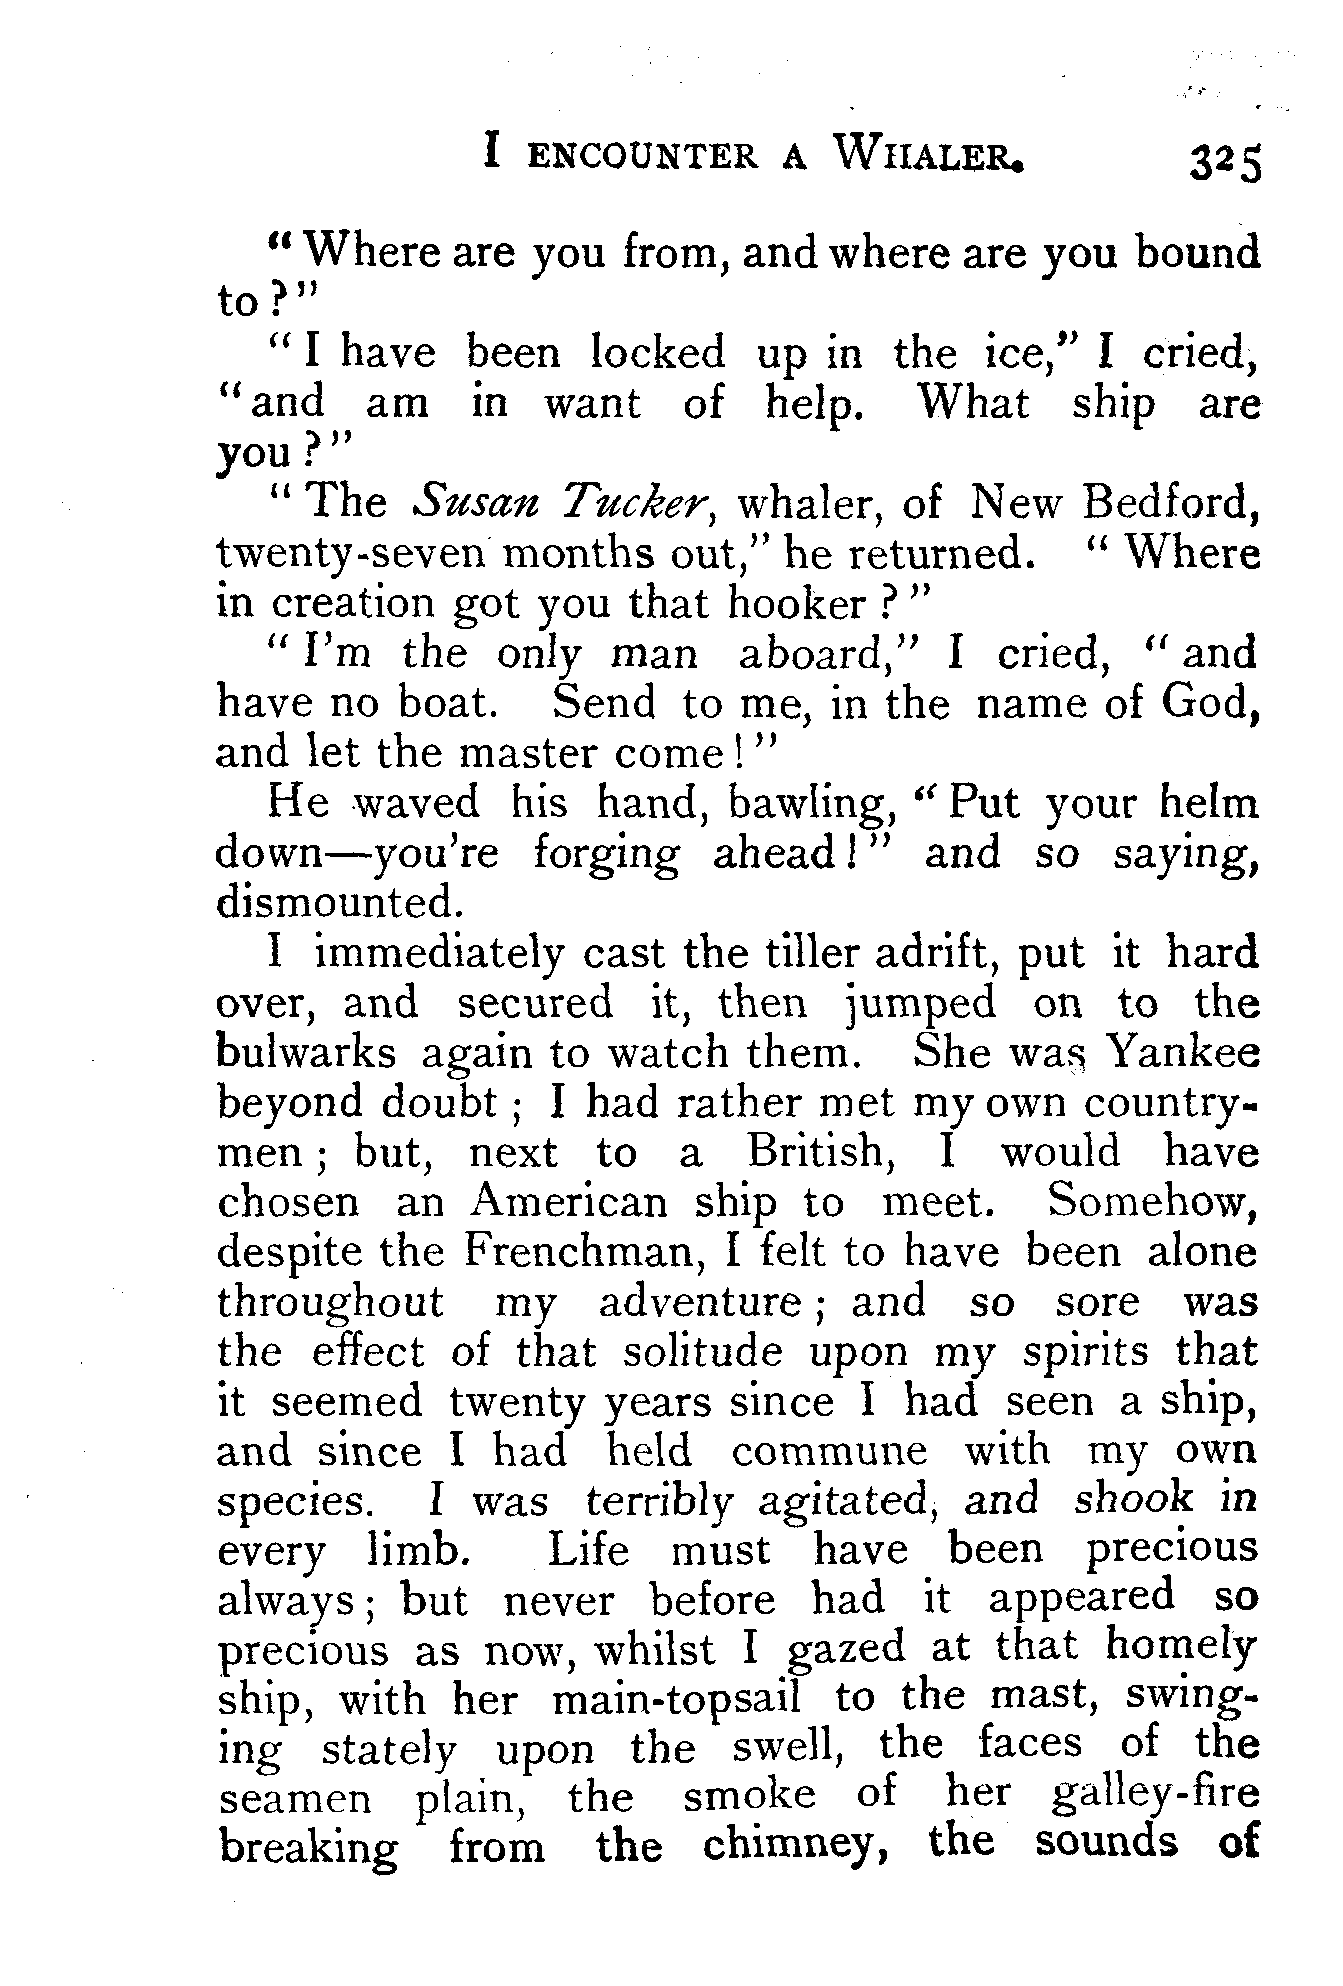 I ENCOUNTER A WHALER. 325
"Where are you from, and where are you bound
to?"
"I have been locked up in the ice," I cried,
"and am in want of help. What ship are
you?"
"The Susan Tucker, whaler, of New Bedford,
twenty-seven months out," he returned. "Where
in creation got you that hooker?"
"I'm the only man aboard," I cried, "and
have no boat. Send to me, in the name of God,
and let the master come!"
He waved his hand, bawling, "Put your helm
down—you're forging ahead!" and so saying,
dismounted.
I immediately cast the tiller adrift, put it hard
over, and secured it, then jumped on to the
bulwarks again to watch them. She was Yankee
beyond doubt; I had rather met my own country-
men; but, next to a British, I would have
chosen an American ship to meet. Somehow,
despite the Frenchman, I felt to have been alone
throughout my adventure; and so sore was
the effect of that solitude upon my spirits that
it seemed twenty years since I had seen a ship,
and since I had held commune with my own
species. I was terribly agitated, and shook in
every limb. Life must have been precious
always; but never before had it appeared so
precious as now, whilst I gazed at that homely
ship, with her main-topsail to the mast, swing-
ing stately upon the swell, the faces of the
seamen plain, the smoke of her galley-fire
breaking from the chimney, the sounds of